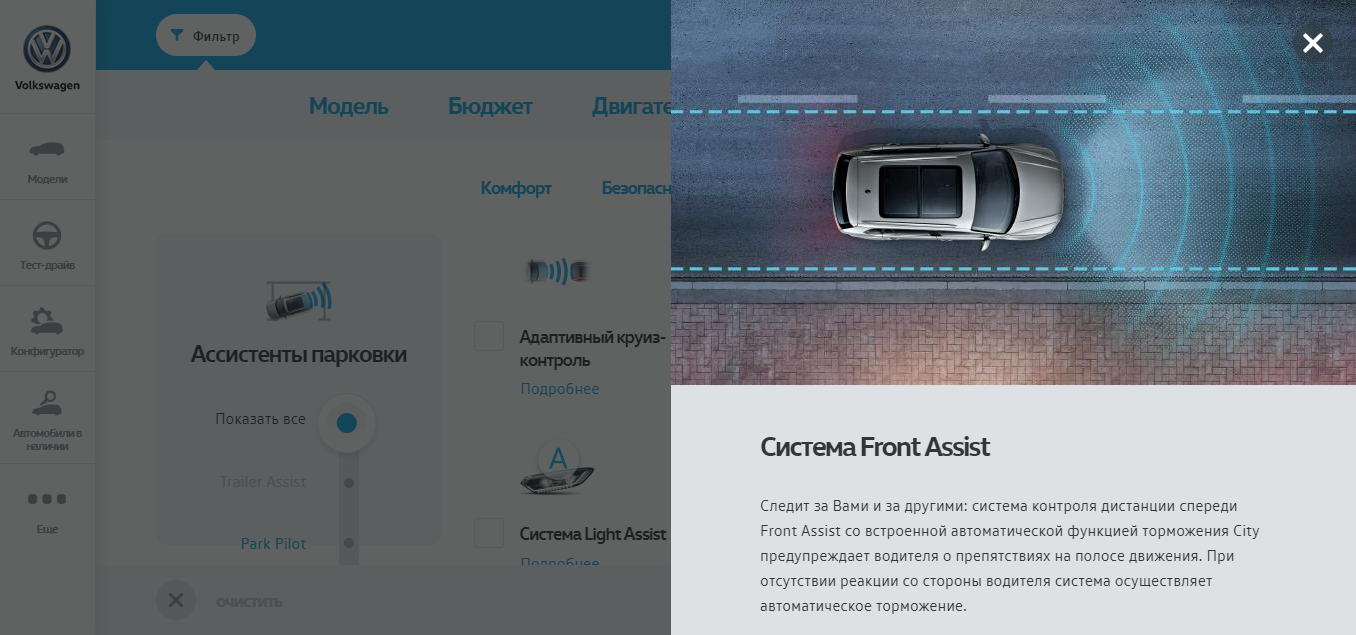 Volkswagen
Модели
Тест-драйв
Конфигуратор
Автомобили в
наличии
Еще
Фильтр
Модель Бюджет Двигате
Комфорт Безопасн
Ассистенты парковки
Показать все
Trailer Assist
Park Pilot
Адаптивный круиз-
контроль
Подробнее
A
Система Light Assist
Подробнее
ОЧИСТИТЬ
Система Front Assist
Следит за Вами и за другими: система контроля дистанции спереди
Front Assist со встроенной автоматической функцией торможения City
предупреждает водителя о препятствиях на полосе движения. При
отсутствии реакции со стороны водителя система осуществляет
автоматическое торможение.